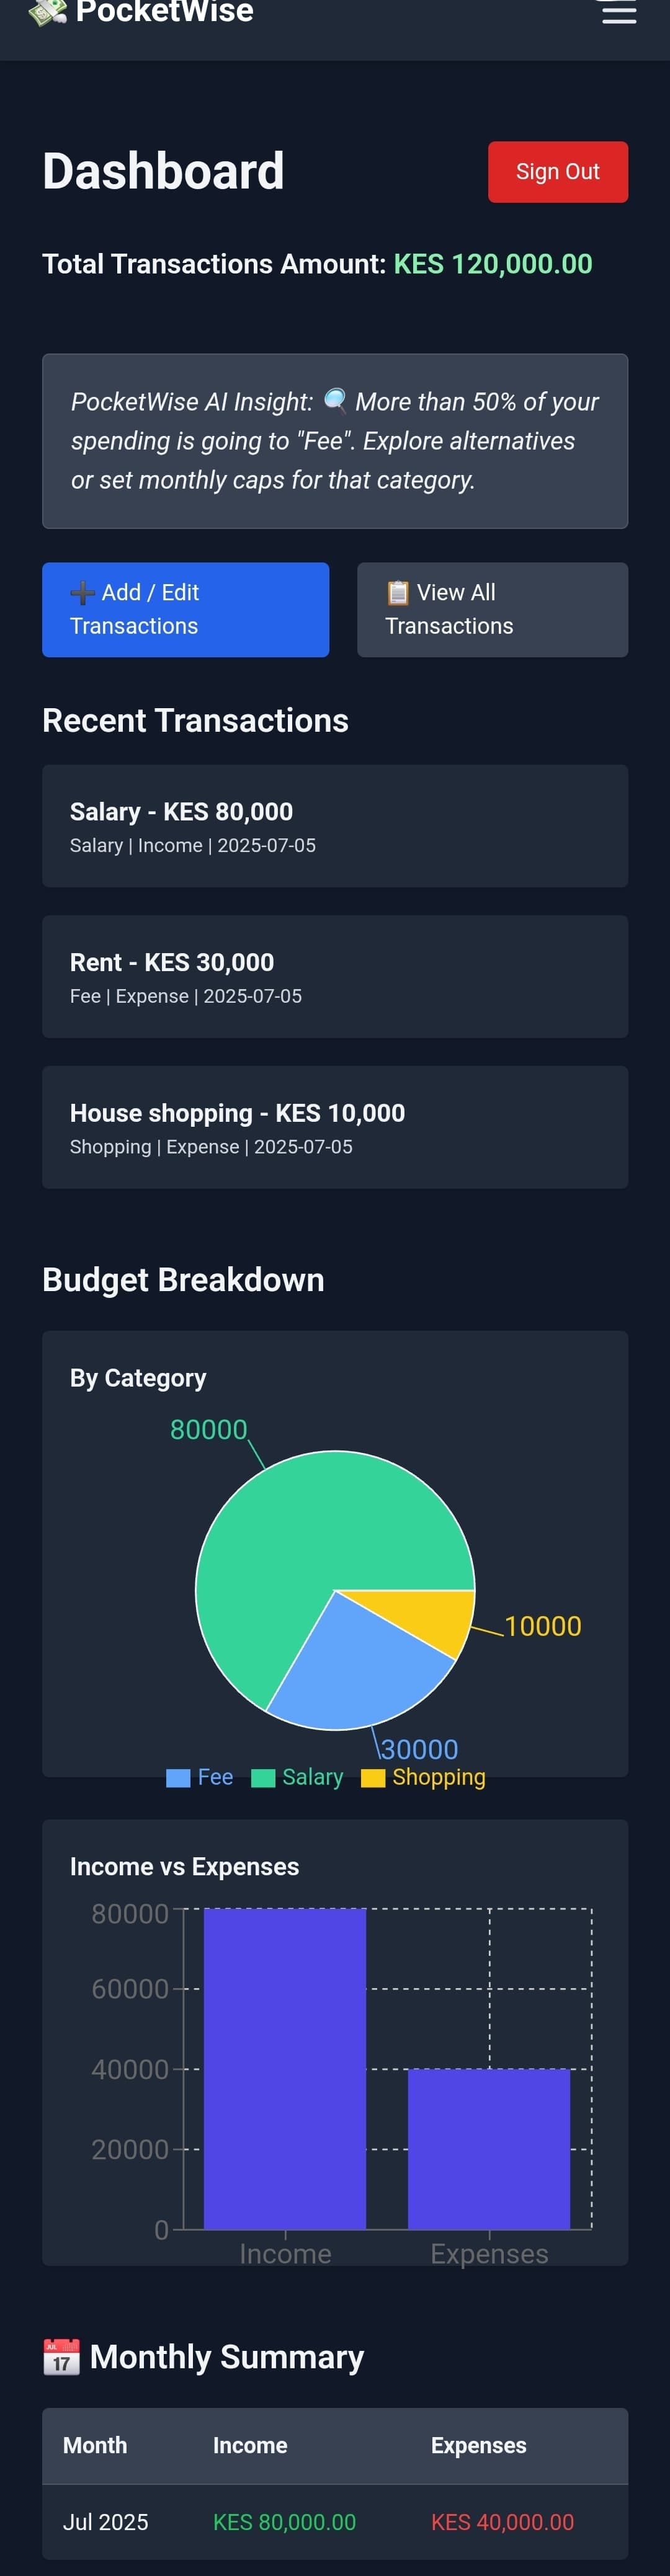 💸 PocketWise
Dashboard
Sign Out
Total Transactions Amount: KES 120,000.00
PocketWise AI Insight: 🔍 More than 50% of your
spending is going to "Fee". Explore alternatives
or set monthly caps for that category.
➕ Add / Edit
Transactions
📋 View All
Transactions
Recent Transactions
Salary - KES 80,000
Salary | Income | 2025-07-05
Rent - KES 30,000
Fee | Expense | 2025-07-05
House shopping - KES 10,000
Shopping | Expense | 2025-07-05
Budget Breakdown
By Category
80000
10000
30000
Fee Salary Shopping
Income vs Expenses
80000
60000
40000
20000
0
Income Expenses
📅 Monthly Summary
Month Income Expenses
Jul 2025 KES 80,000.00 KES 40,000.00